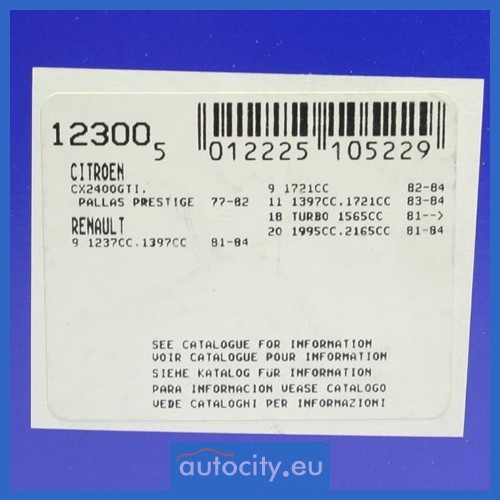 12300 5
012225 105229
CITROEN
CX2400GTI.
PALLAS PRESTIGE 77-82
RENAULT
9 1237CC.1397CC 81-84
9 1721CC 82-84
11 1397CC.1721CC 83-84
18 TURBO 1565CC 81-->
20 1995CC.2165CC 81-84
SEE CATALOGUE FOR INFORMATION
VOIR CATALOGUE POUR INFORMATION
SIEHE KATALOG FUR INFORMATION
PARA INFORMACION VEASE CATALOGO
VEDE CATALOGHI PER INFORMAZIONI
autocity.eu